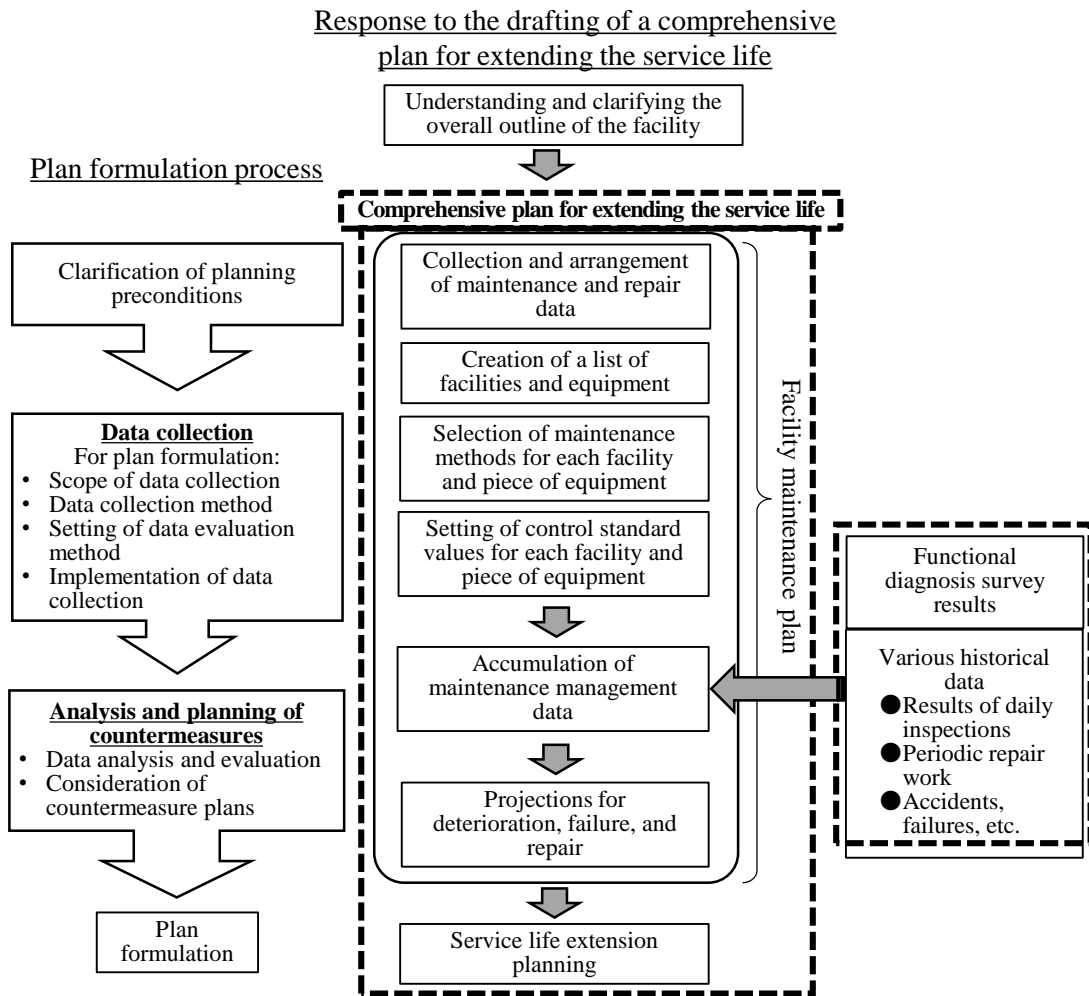 Response to the drafting of a comprehensive
plan for extending the service life
Understanding and clarifying the
overall outline of the facility
Plan formulation process
Comprehensive plan for extending the service life
Clarification of planning
preconditions
Data collection
For plan formulation:
• Scope of data collection
• Data collection method
• Setting of data evaluation
method
• Implementation of data
collection
Analysis and planning of
countermeasures
• Data analysis and evaluation
• Consideration of
countermeasure plans
Plan
formulation
Collection and arrangement
of maintenance and repair
data
Creation of a list of
facilities and equipment
Selection of maintenance
methods for each facility
and piece of equipment
Setting of control standard
values for each facility and
piece of equipment
Accumulation of
maintenance management
data
Projections for
deterioration, failure, and
repair
Service life extension
planning
Facility maintenance plan
Functional
diagnosis survey
results
Various historical
data
●Results of daily
inspections
●Periodic repair
work
●Accidents,
failures, etc.